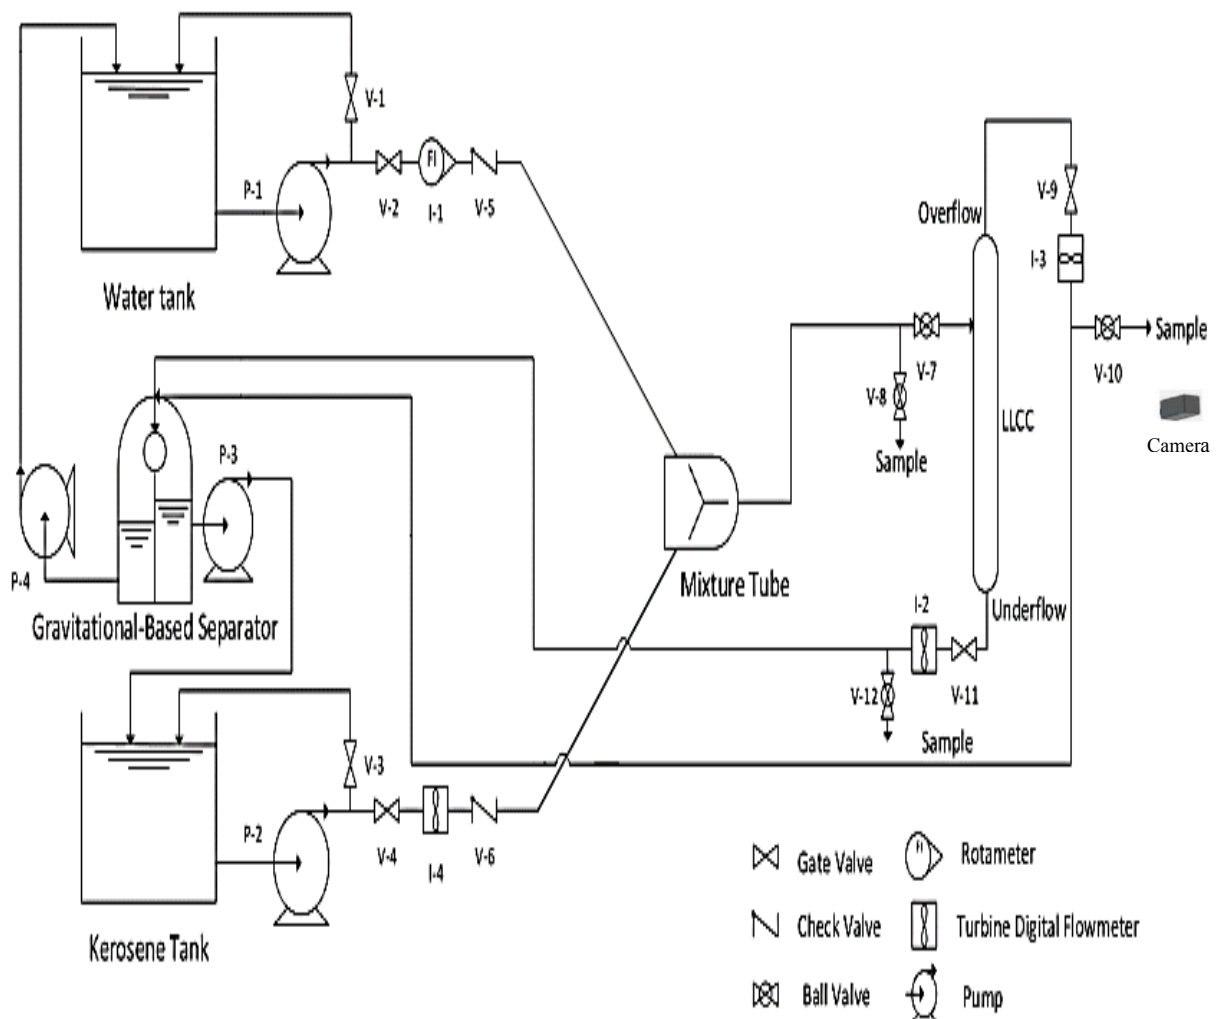 V-1
P-1
FI
V-2
I-1
V-5
Water tank
Overflow
V-9
I-3
Sample
V-10
V-7
V-8
Sample
LLCC
Camera
P-3
P-4
Gravitational-Based Separator
Mixture Tube
I-2
Underflow
V-12
V-11
Sample
V-3
P-2
V-4
I-4
V-6
Kerosene Tank
Gate Valve
FI
Rotameter
Check Valve
Turbine Digital Flowmeter
Ball Valve
Pump